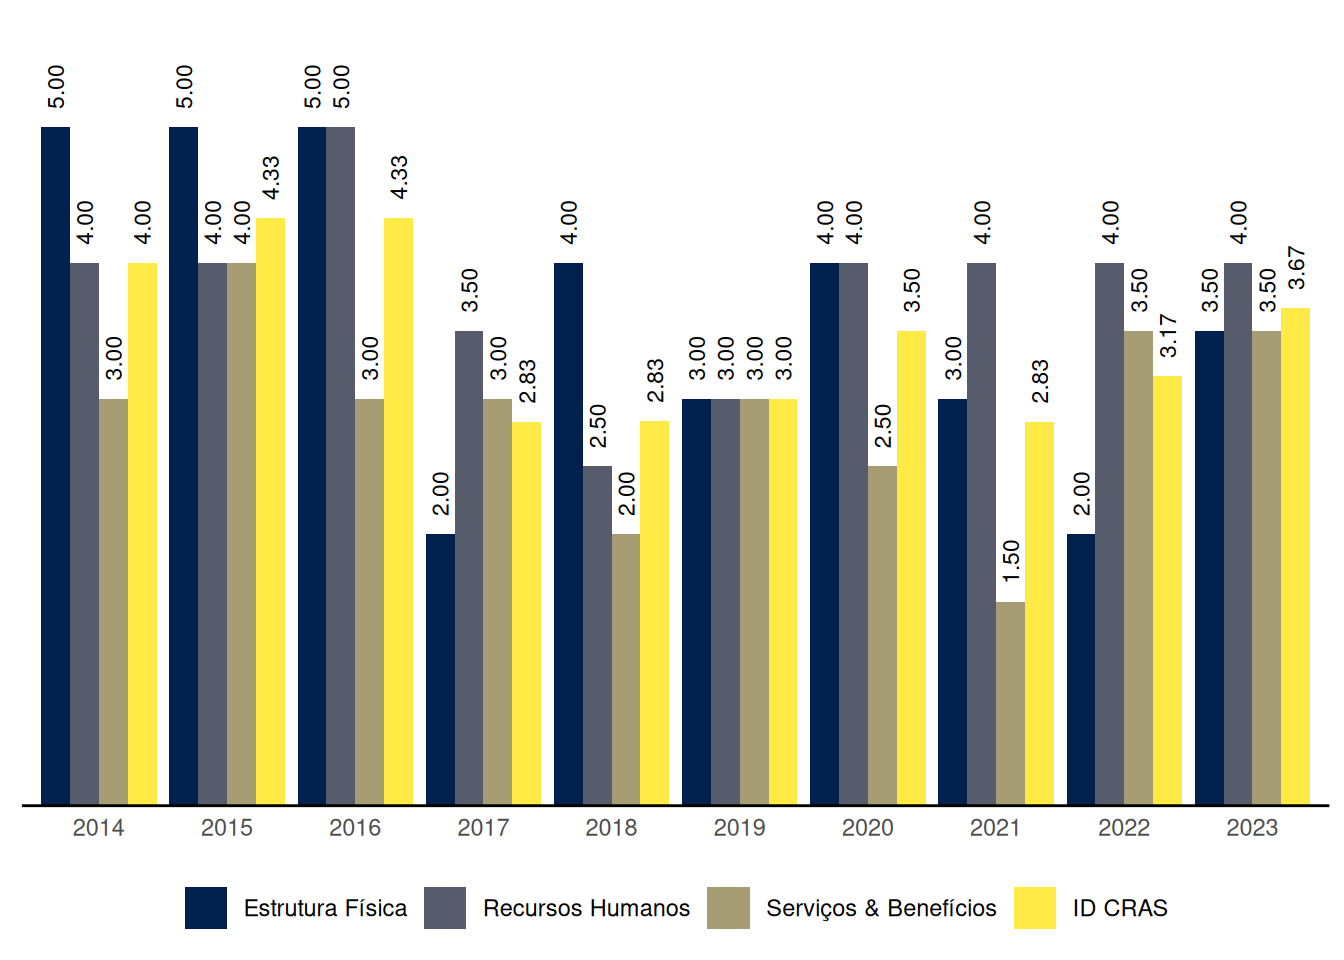 5.00 4.00 3.00 4.00 5.00 4.00 4.00 4.33 5.00 5.00 3.00 4.33 2.00 3.50 3.00 2.83 4.00 2.50 2.00 2.83 3.00 3.00 3.00 3.00 4.00 4.00 2.50 3.50 3.00 4.00 1.50 2.83 2.00 4.00 3.50 3.17 3.50 4.00 3.50 3.67
2014 2015 2016 2017 2018 2019 2020 2021 2022 2023
Estrutura Física Recursos Humanos Serviços & Benefícios ID CRAS